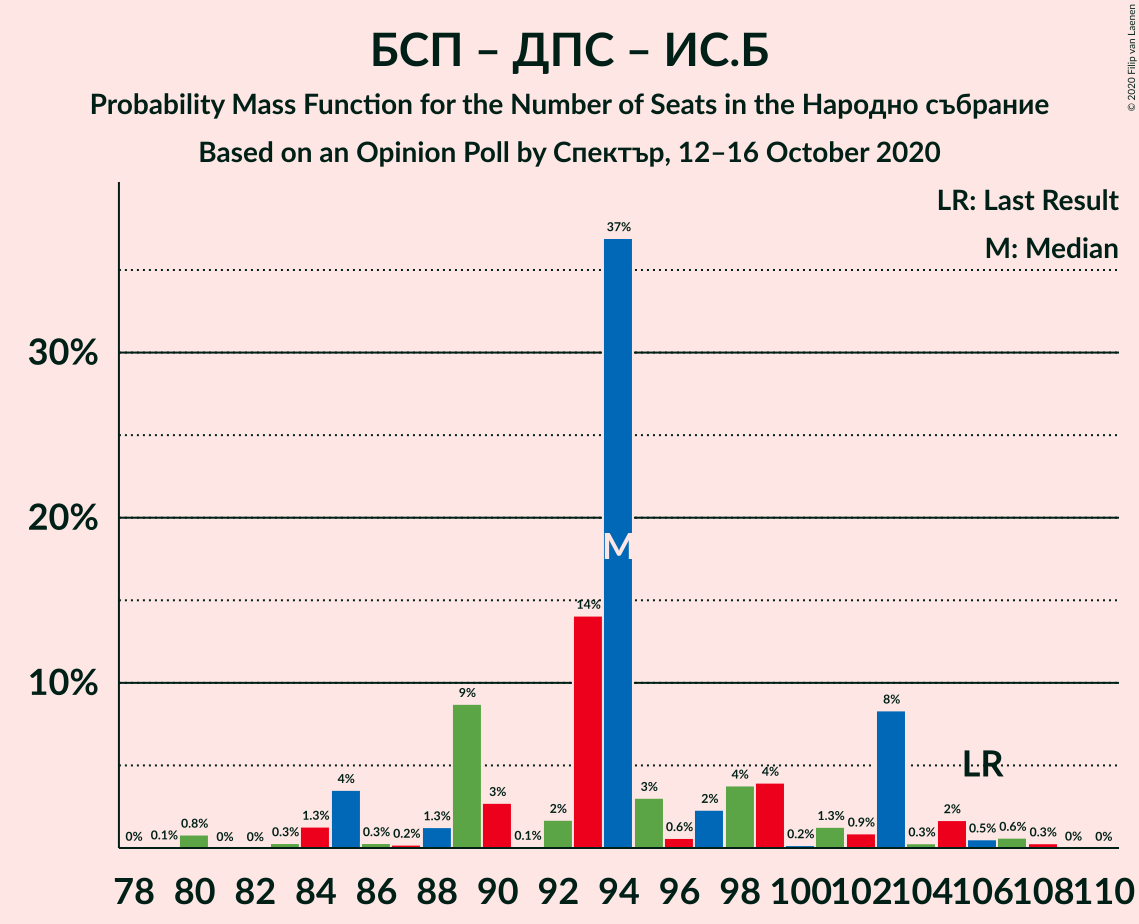 БСП – ДПС – ИС.Б
Probability Mass Function for the Number of Seats in the Народно събрание
Based on an Opinion Poll by Спектър, 12–16 October 2020
© 2020 Filip van Laenen
LR: Last Result
M: Median
30%
20%
10%
0% 0.1% 0.8% 0% 0% 0.3% 1.3% 4% 0.3% 0.2% 1.3% 9% 3% 0.1% 2% 14% 37% 3% 0.6% 2% 4% 4% 0.2% 1.3% 0.9% 8% 0.3% 2% 0.5% 0.6% 0.3% 0% 0%
M
LR
78 80 82 84 86 88 90 92 94 96 98 100 102 104 106 108 110